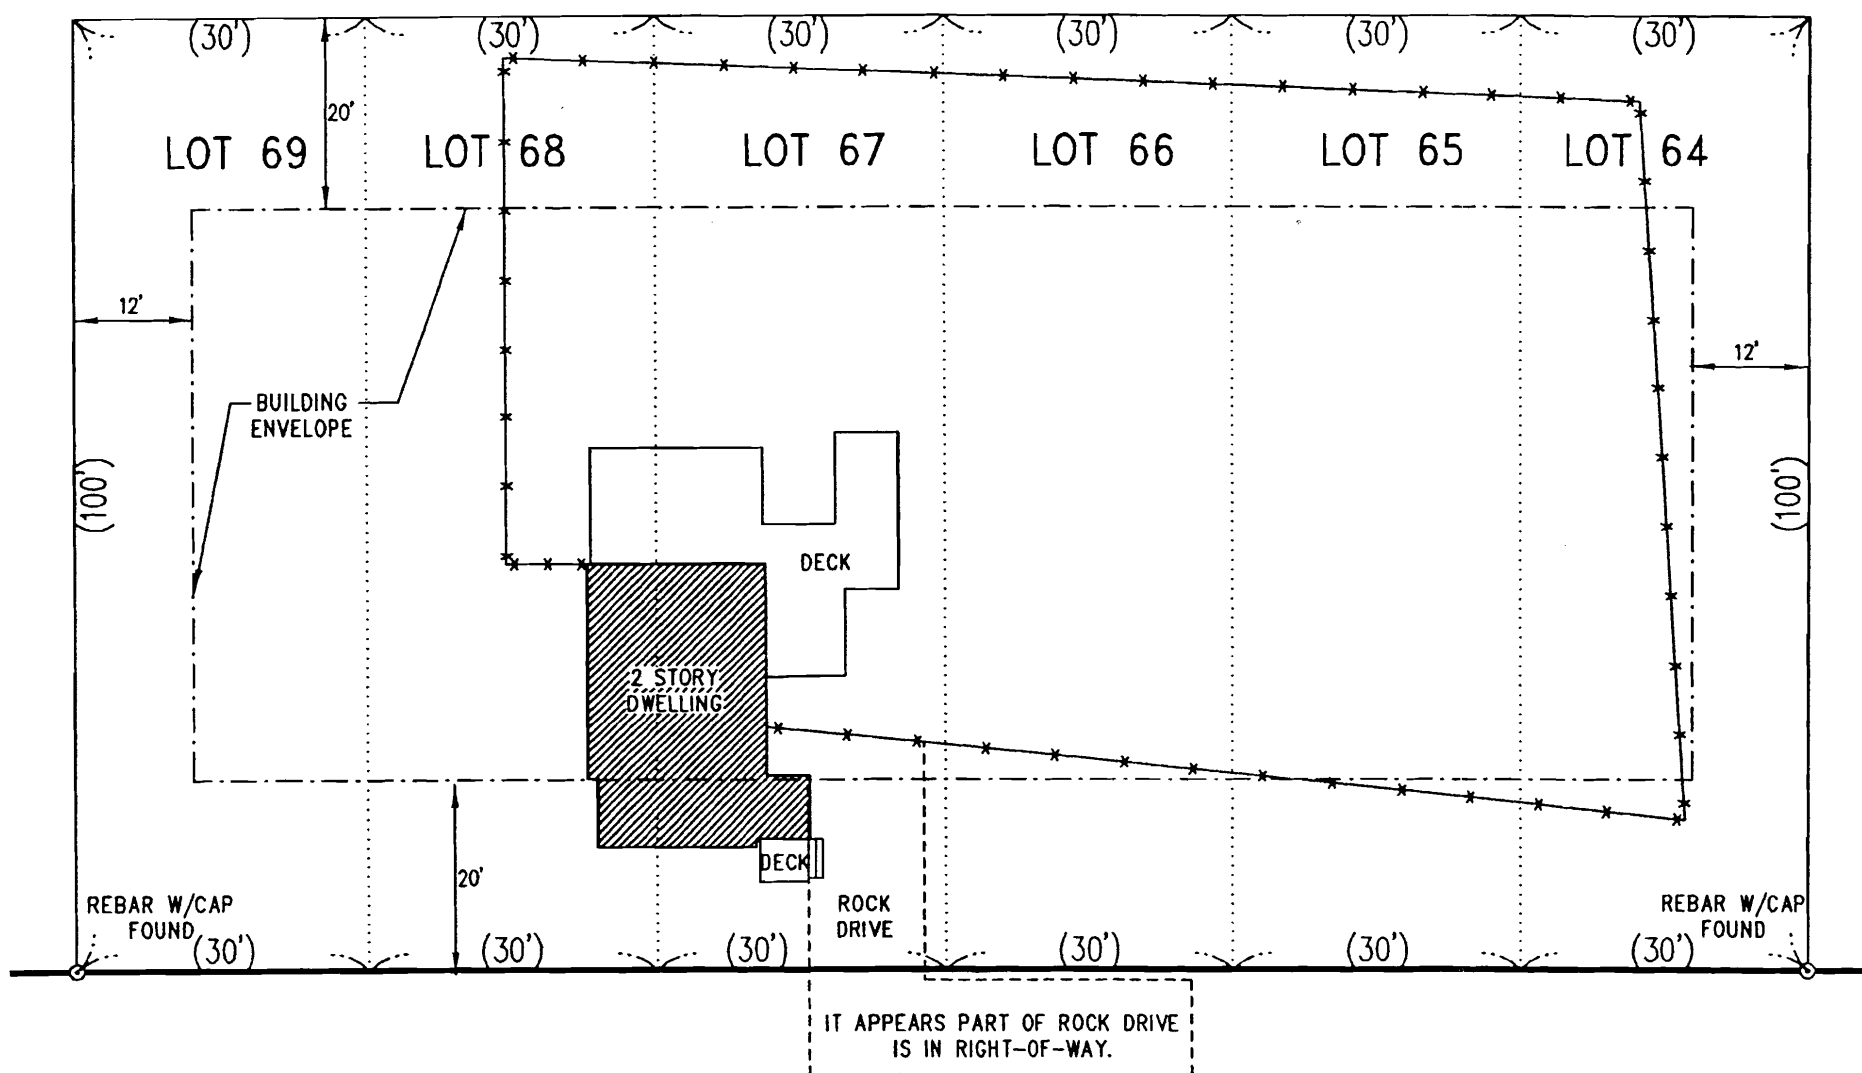 (30') (30') (30') (30') (30') (30')
20'
LOT 69 LOT 68 LOT 67 LOT 66 LOT 65 LOT 64
12'
12'
BUILDING
ENVELOPE
(100')
(100')
DECK
2 STORY
DWELLING
DECK
20'
REBAR W/CAP
FOUND
ROCK
DRIVE
REBAR W/CAP
FOUND
(30') (30') (30') (30') (30') (30')
IT APPEARS PART OF ROCK DRIVE
IS IN RIGHT-OF-WAY.